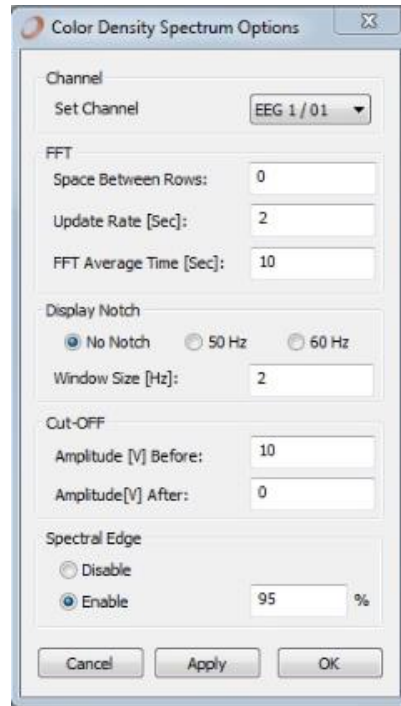 Color Density Spectrum Options
Channel
Set Channel EEG 1 / 01
FFT
Space Between Rows: 0
Update Rate [Sec]: 2
FFT Average Time [Sec]: 10
Display Notch
No Notch 50 Hz 60 Hz
Window Size [Hz]: 2
Cut-OFF
Amplitude [V] Before: 10
Amplitude[V] After: 0
Spectral Edge
Disable
Enable 95 %
Cancel Apply OK